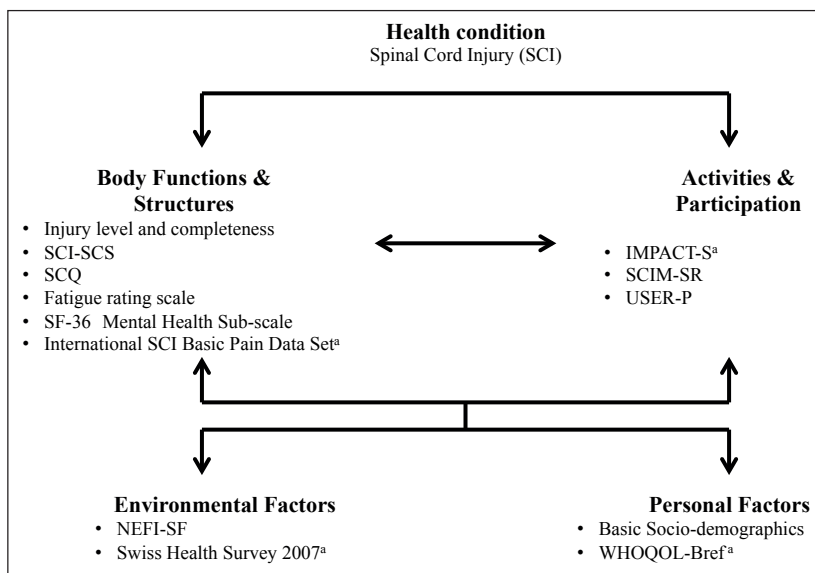 Health condition
Spinal Cord Injury (SCI)
Body Functions &
Structures
• Injury level and completeness
• SCI-SCS
• SCQ
• Fatigue rating scale
• SF-36 Mental Health Sub-scale
• International SCI Basic Pain Data Setᵃ
Activities &
Participation
• IMPACT-Sᵃ
• SCIM-SR
• USER-P
Environmental Factors
• NEFI-SF
• Swiss Health Survey 2007ᵃ
Personal Factors
• Basic Socio-demographics
• WHOQOL-Brefᵃ